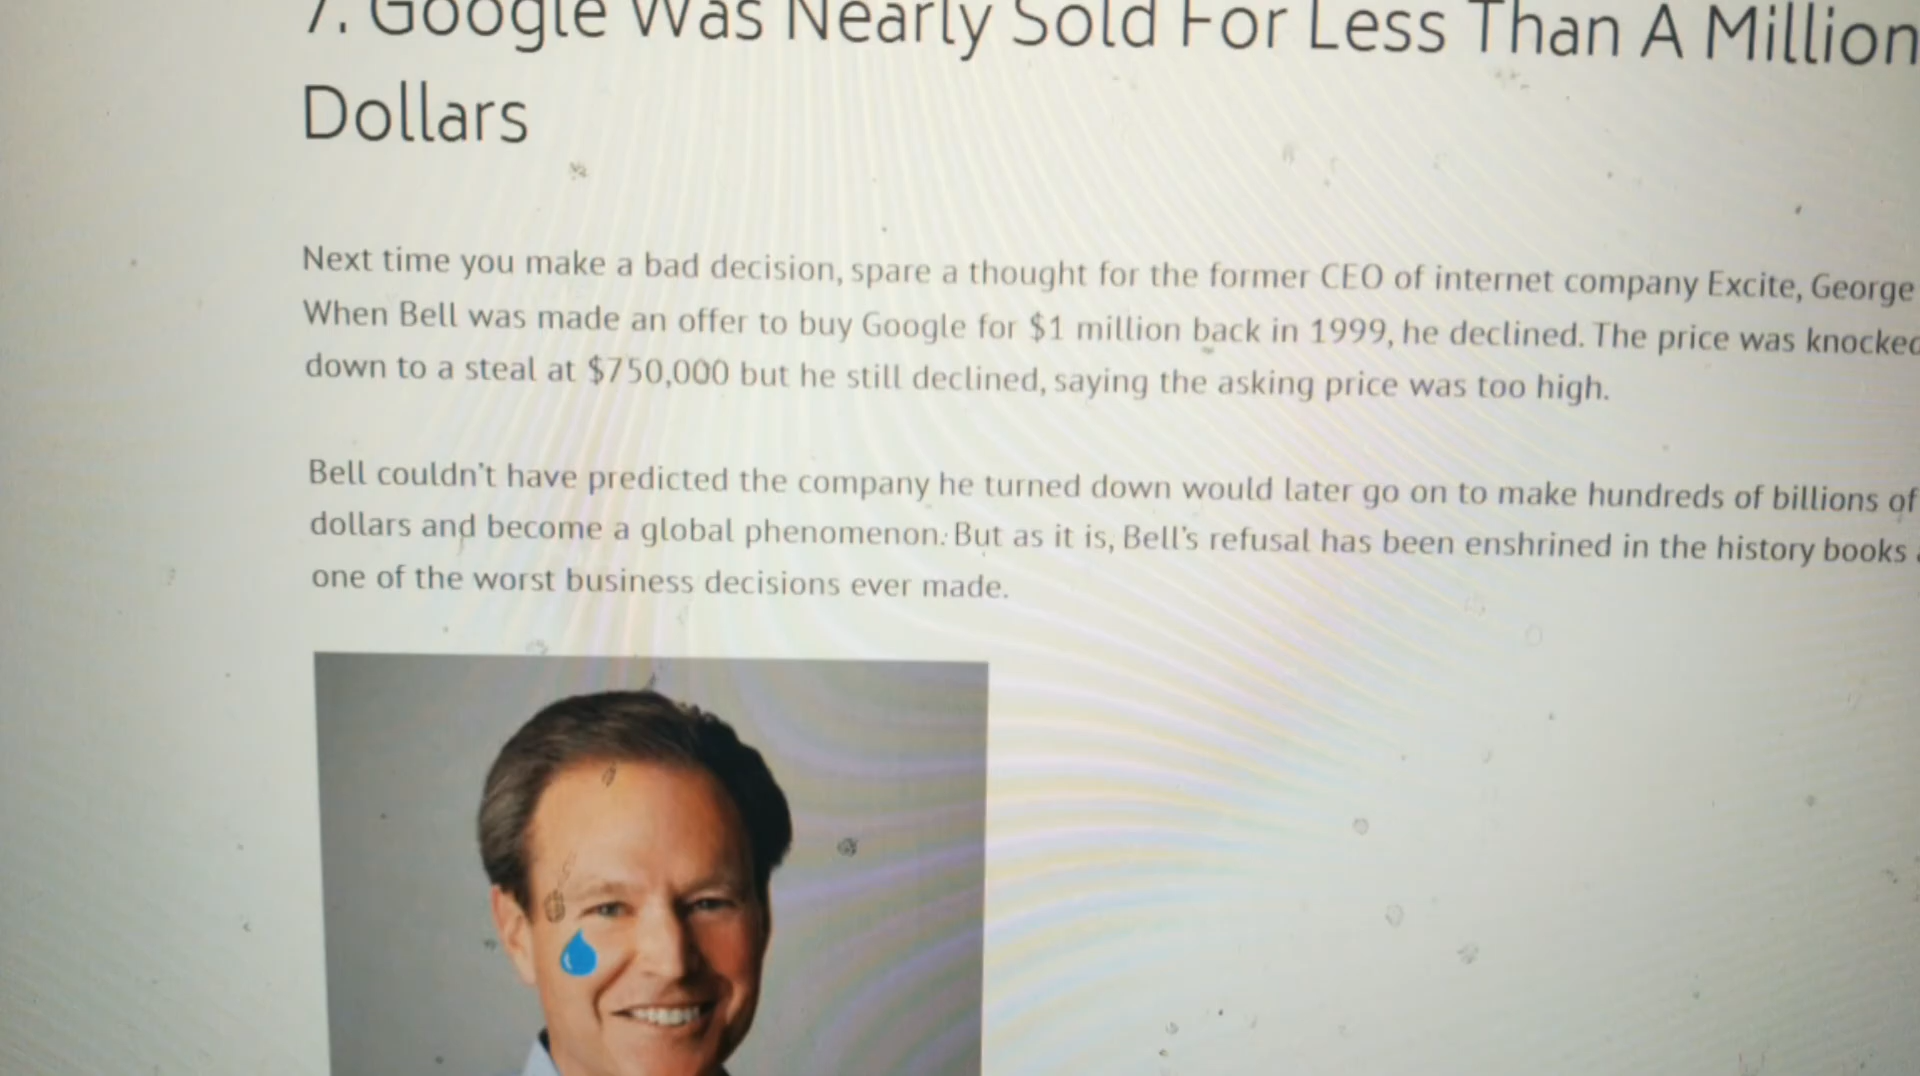 7. Google Was Nearly Sold For Less Than A Million
Dollars
Next time you make a bad decision, spare a thought for the former CEO of internet company Excite, George
When Bell was made an offer to buy Google for $1 million back in 1999, he declined. The price was knocked
down to a steal at $750,000 but he still declined, saying the asking price was too high.
Bell couldn't have predicted the company he turned down would later go on to make hundreds of billions of
dollars and become a global phenomenon. But as it is, Bell's refusal has been enshrined in the history books
one of the worst business decisions ever made.